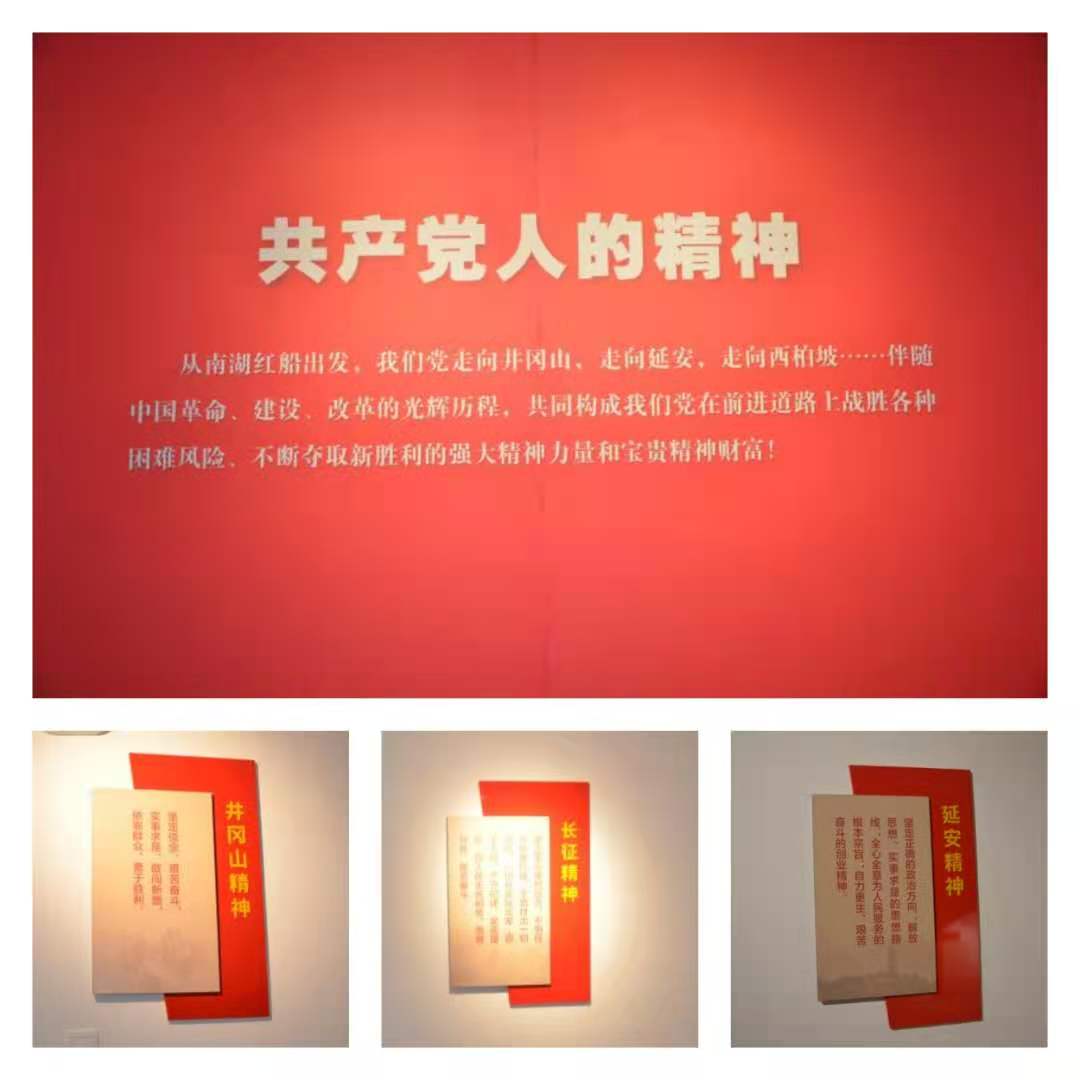 共产党人的精神
从南湖红船出发，我们党走向井冈山，走向延安，走向西柏坡……伴随
中国革命、建设、改革的光辉历程，共同构成我们党在前进道路上战胜各种
困难风险、不断夺取新胜利的强大精神力量和宝贵精神财富！
井冈山精神
坚定信念、艰苦奋斗，
实事求是、敢闯新路，
依靠群众、勇于胜利。
长征精神
延安精神
坚定正确的政治方向，解放
思想、实事求是的思想路
线，全心全意为人民服务的
根本宗旨，自力更生、艰苦
奋斗的创业精神。